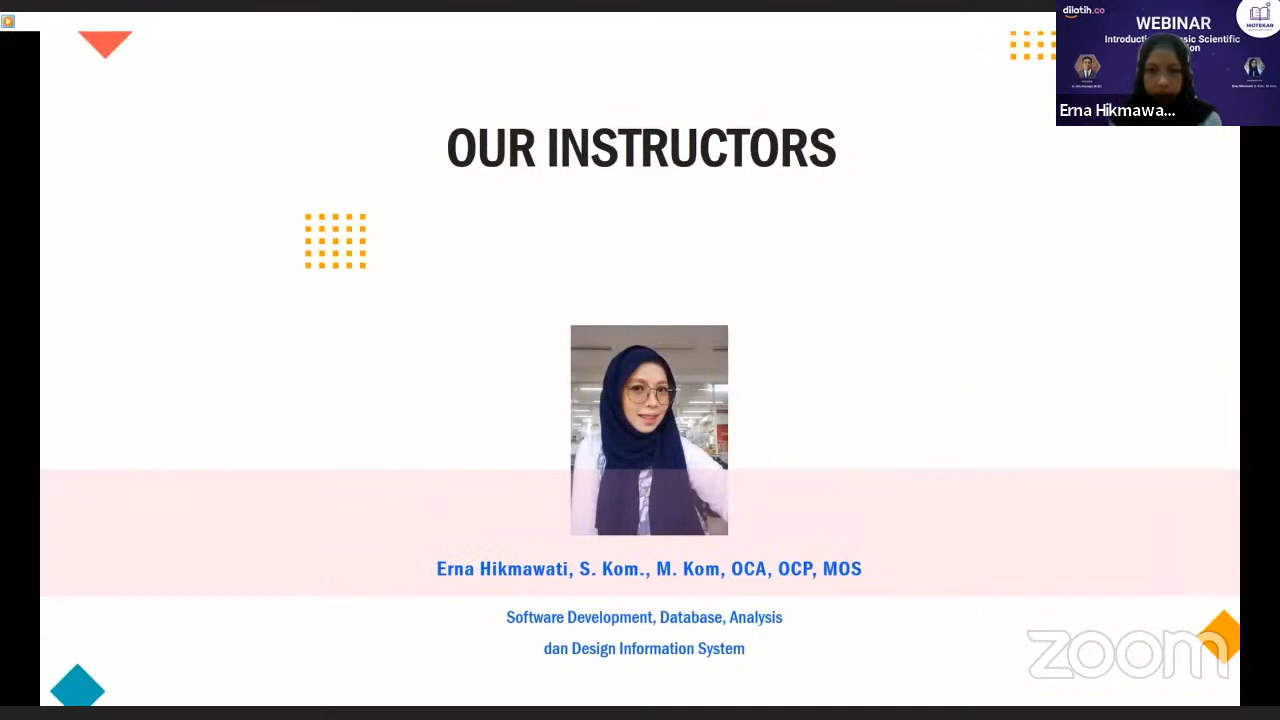 dilatih.co
WEBINAR
MOTEKAR
Erna Hikmawa...
OUR INSTRUCTORS
Erna Hikmawati, S. Kom., M. Kom, OCA, OCP, MOS
Software Development, Database, Analysis
dan Design Information System
zoom